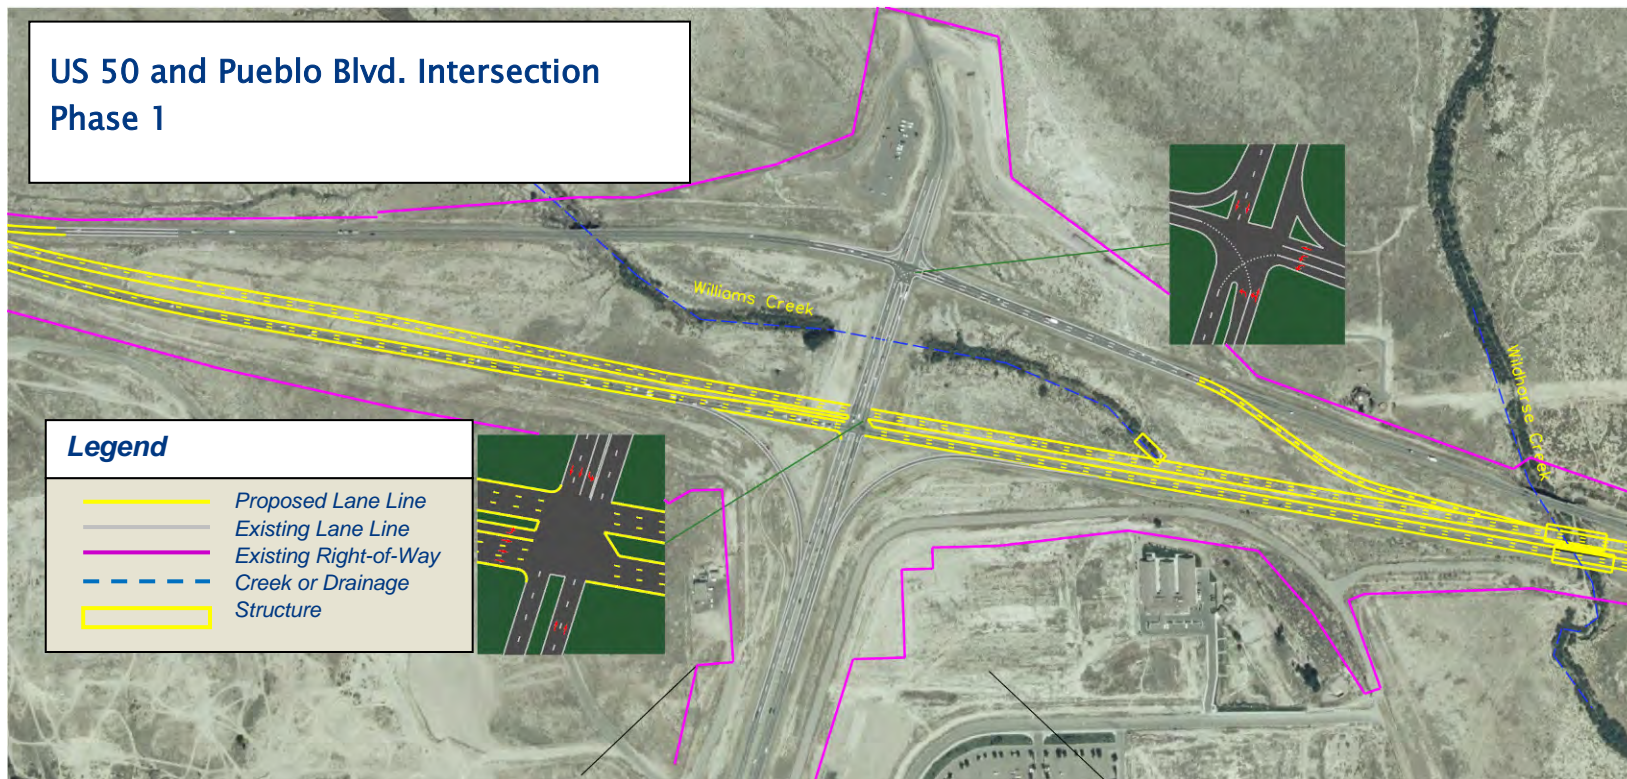 US 50 and Pueblo Blvd. Intersection
Phase 1
Williams Creek
Wildhorse Creek
Legend
Proposed Lane Line
Existing Lane Line
Existing Right-of-Way
Creek or Drainage
Structure